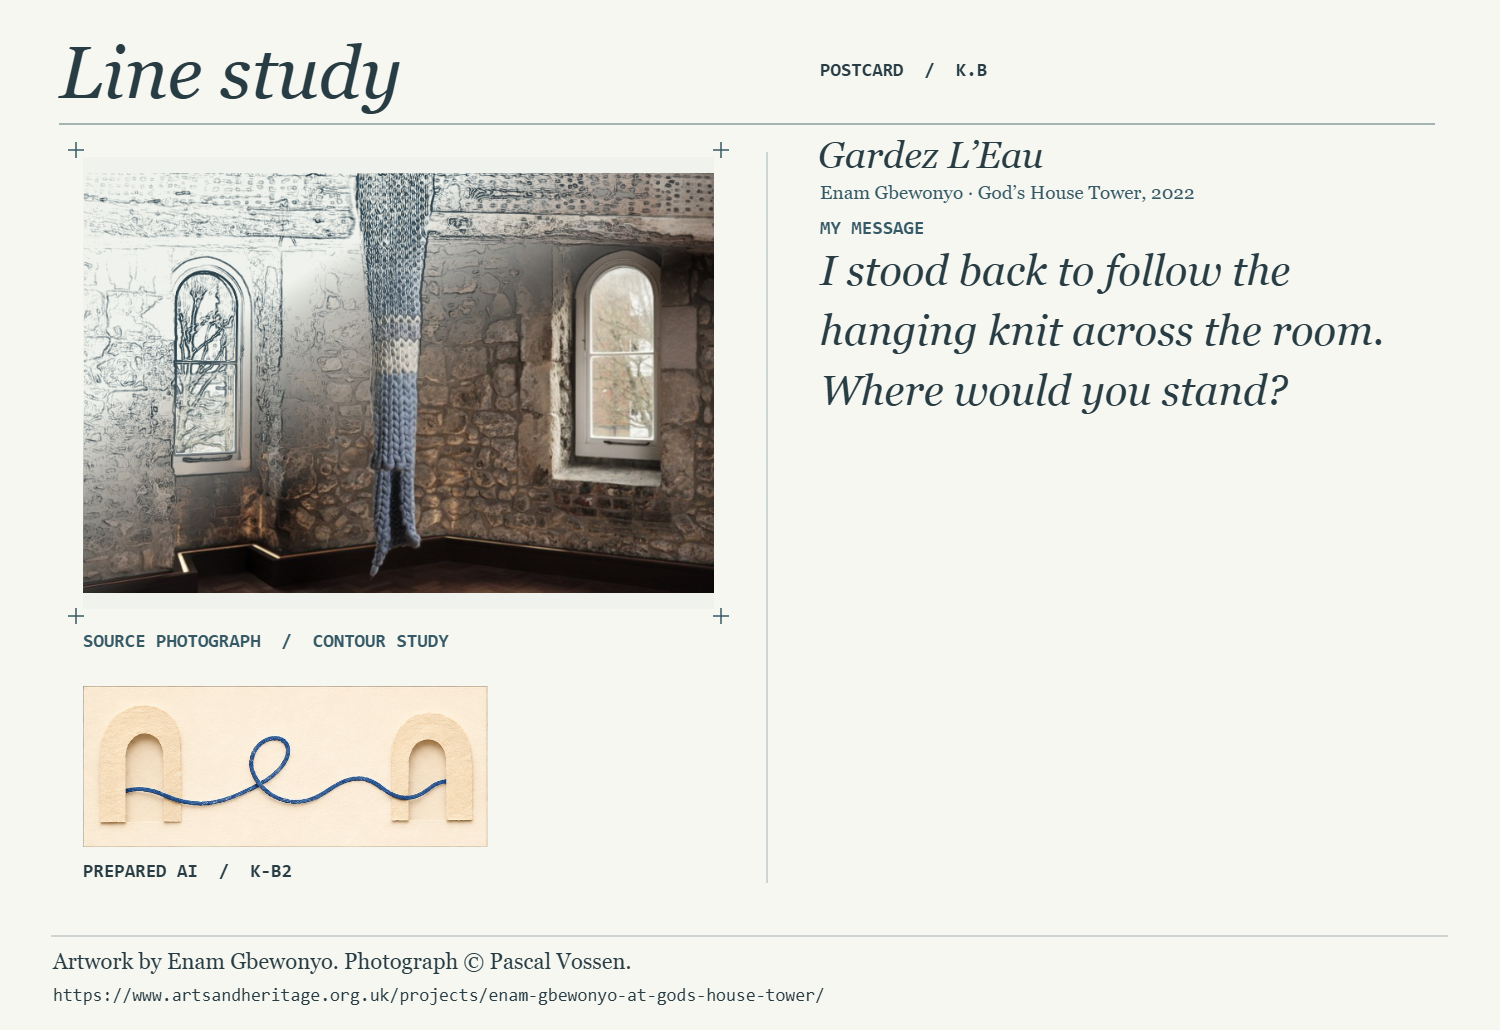 Line study
POSTCARD / K.B
SOURCE PHOTOGRAPH / CONTOUR STUDY
PREPARED AI / K-B2
Gardez L’Eau
Enam Gbewonyo · God’s House Tower, 2022
MY MESSAGE
I stood back to follow the
hanging knit across the room.
Where would you stand?
Artwork by Enam Gbewonyo. Photograph © Pascal Vossen.
https://www.artsandheritage.org.uk/projects/enam-gbewonyo-at-gods-house-tower/